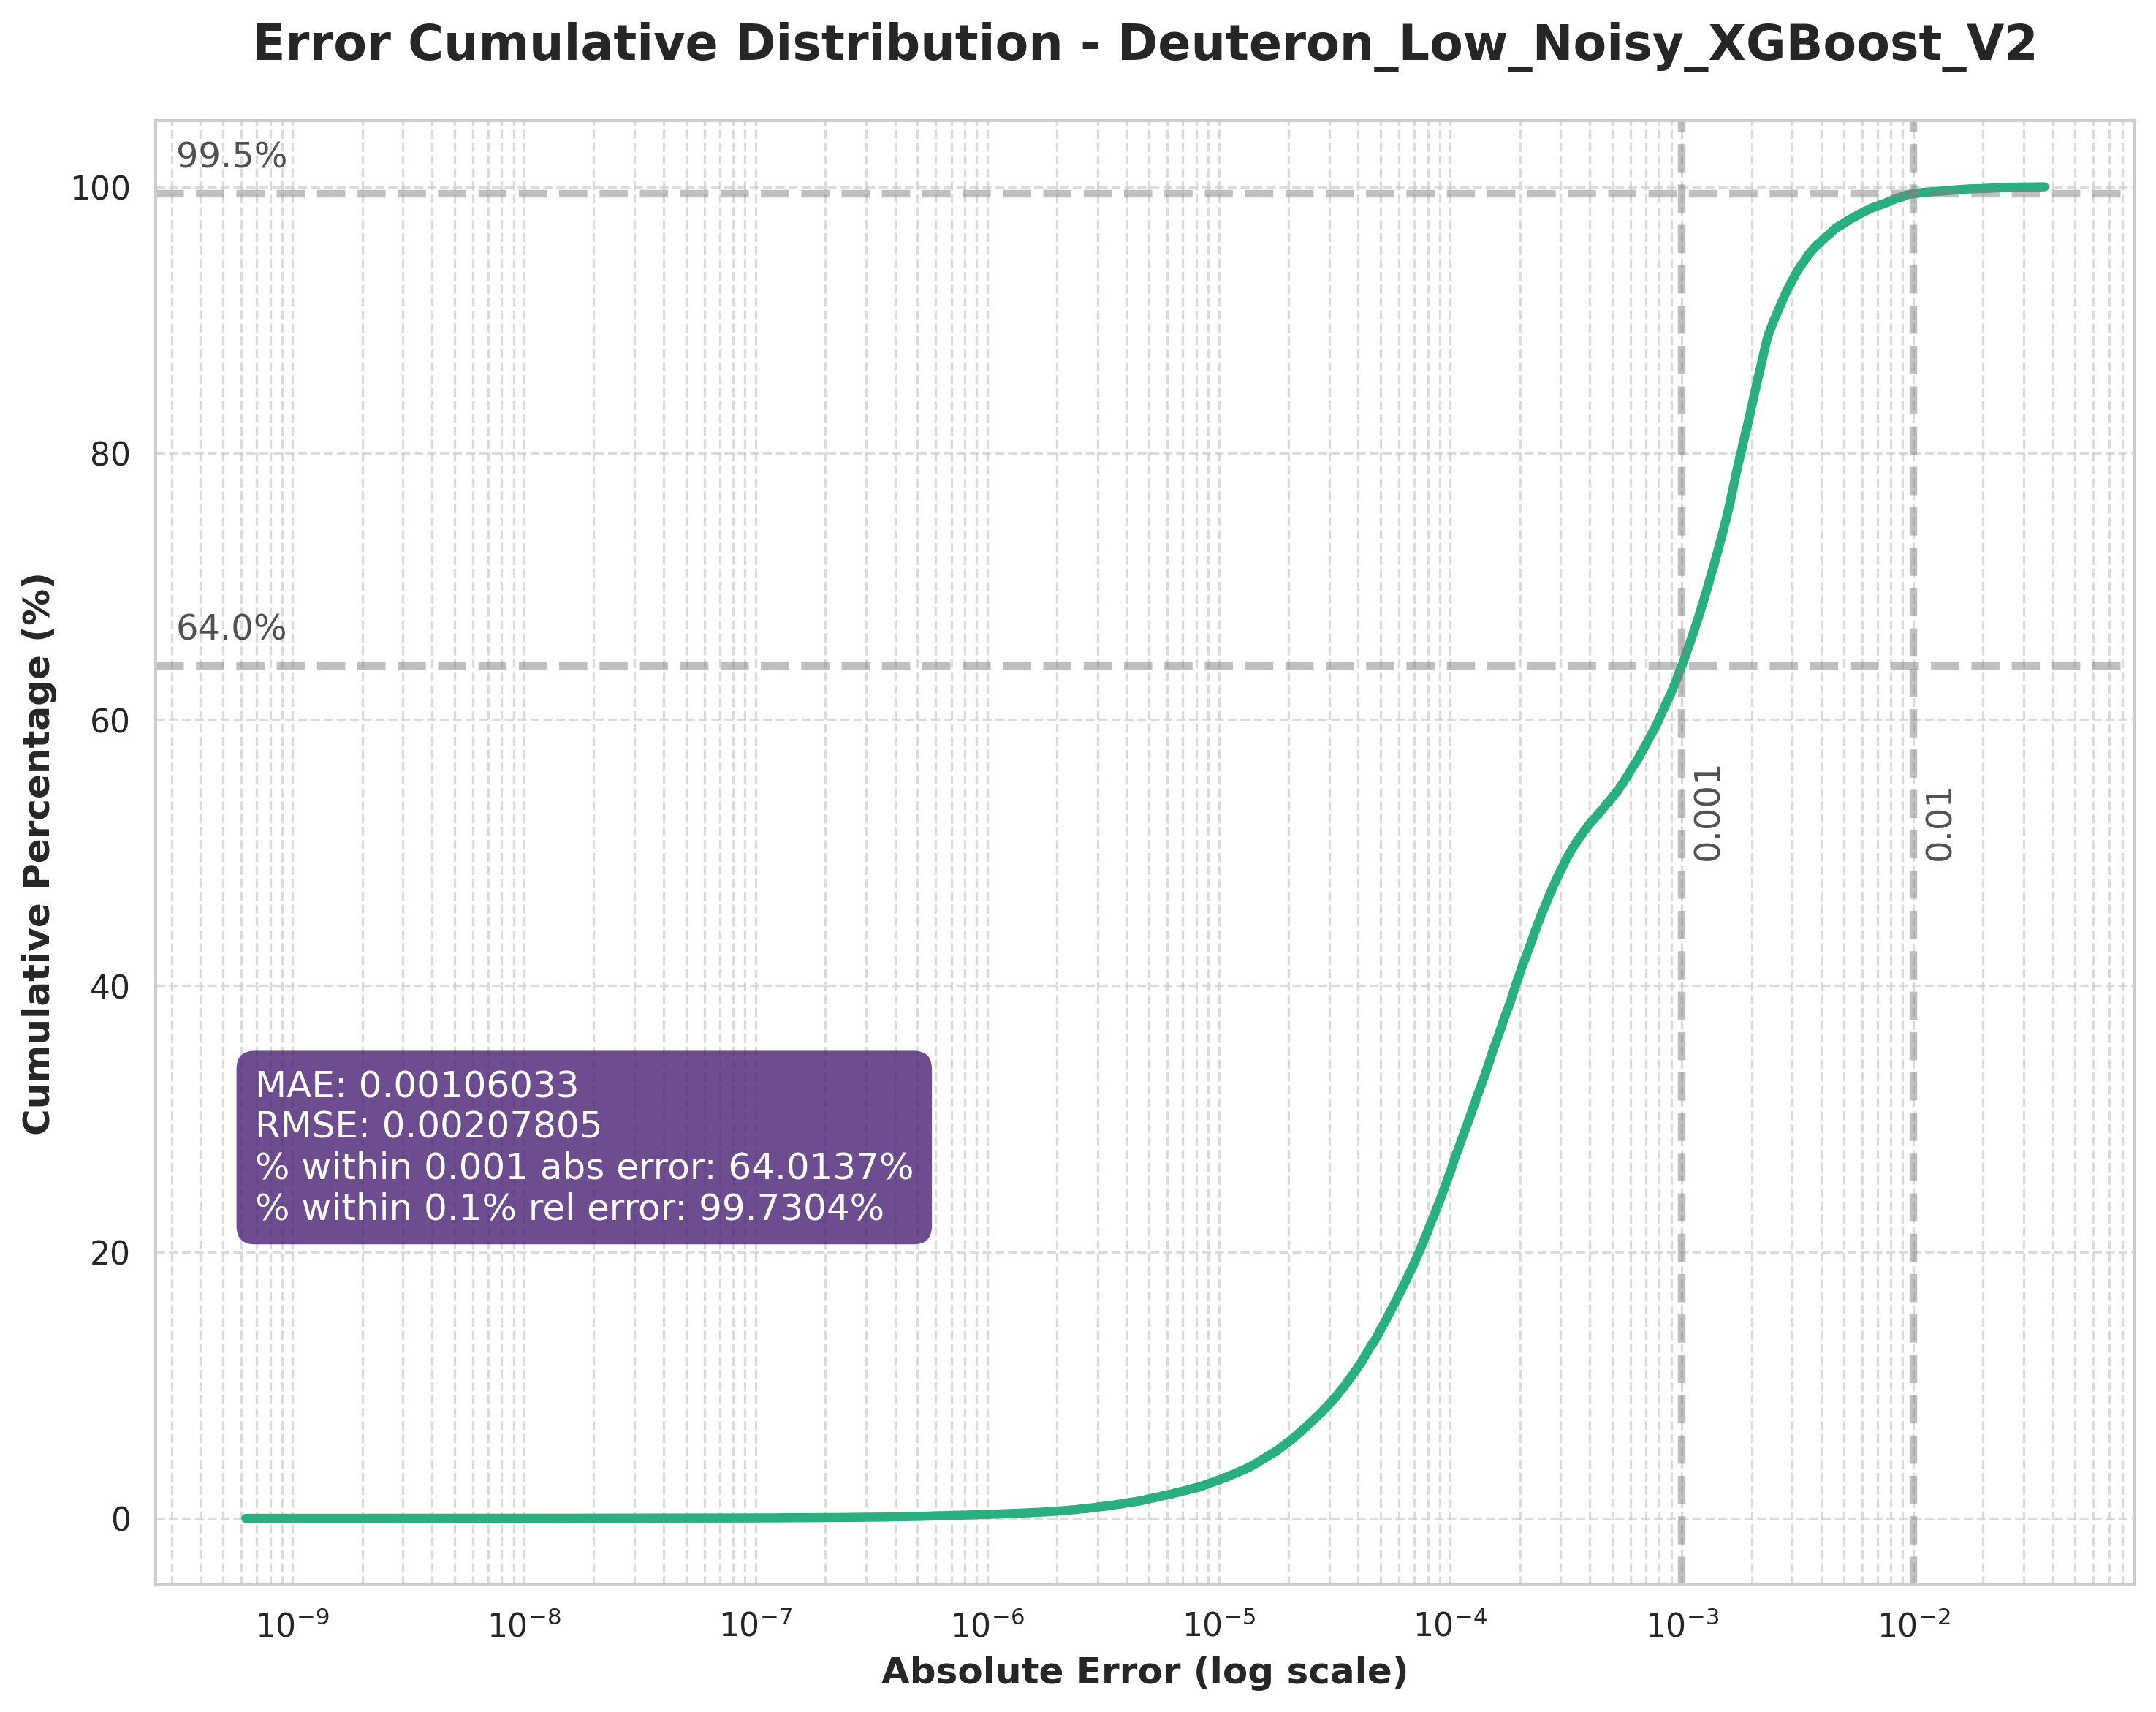 Error Cumulative Distribution - Deuteron_Low_Noisy_XGBoost_V2
99.5%
100
80
64.0%
60
0.001
0.01
40
MAE: 0.00106033
RMSE: 0.00207805
% within 0.001 abs error: 64.0137%
% within 0.1% rel error: 99.7304%
20
0
Cumulative Percentage (%)
10⁻⁹ 10⁻⁸ 10⁻⁷ 10⁻⁶ 10⁻⁵ 10⁻⁴ 10⁻³ 10⁻²
Absolute Error (log scale)